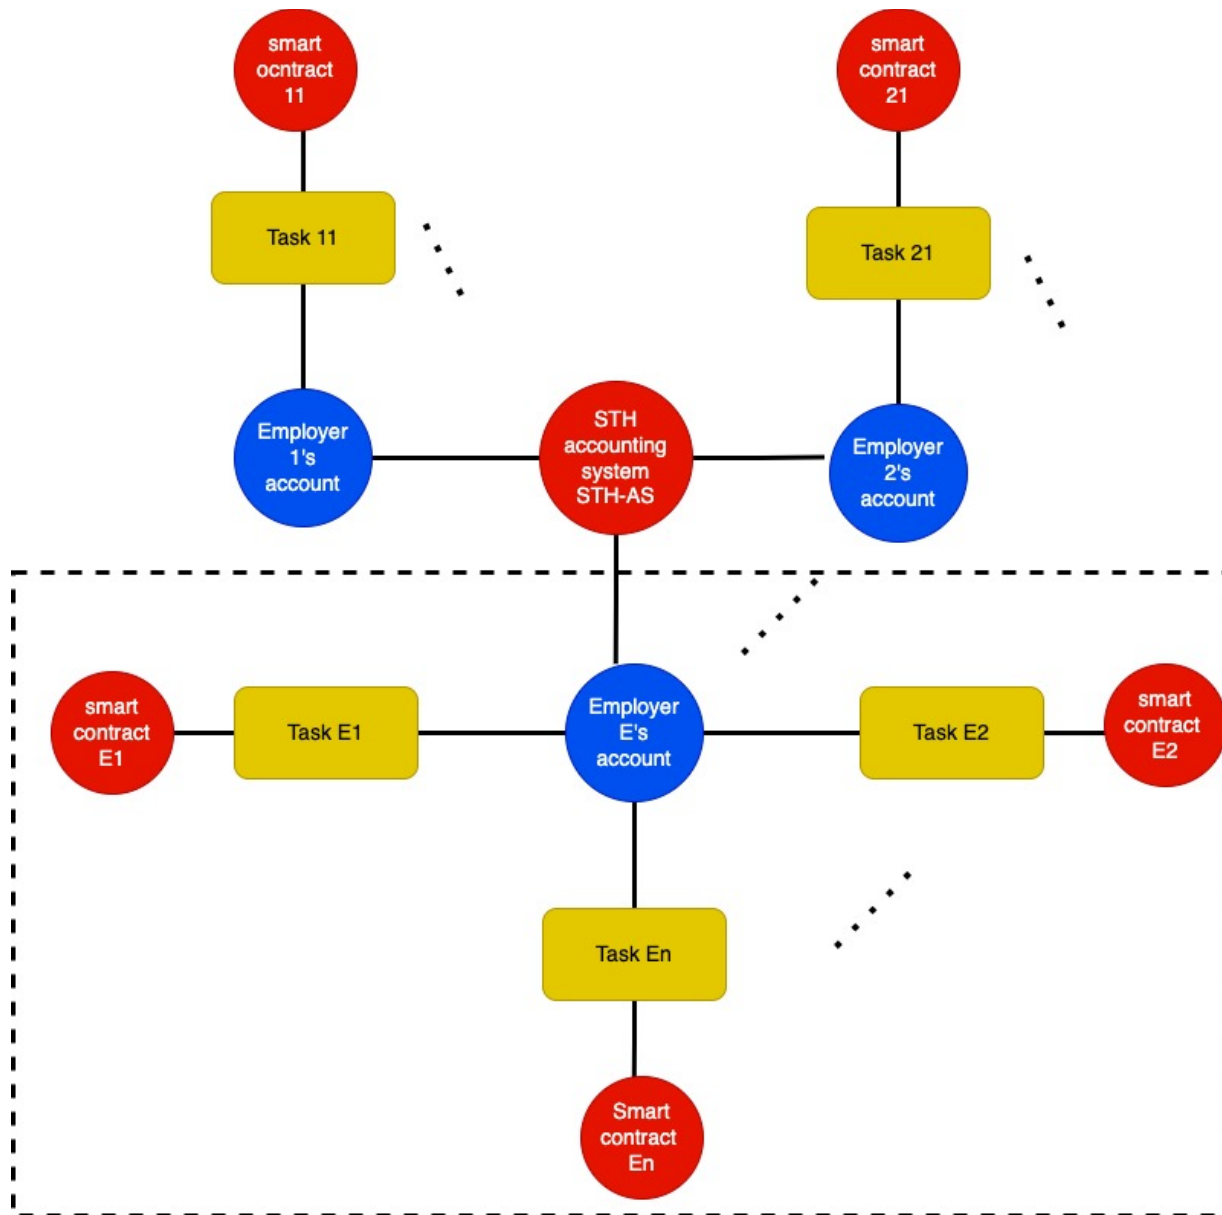 smart
ocntract
11
smart
contract
21
Task 11
Task 21
Employer
1's
account
STH
accounting
system
STH-AS
Employer
2's
account
smart
contract
E1
Task E1
Employer
E's
account
Task E2
smart
contract
E2
Task En
Smart
contract
En